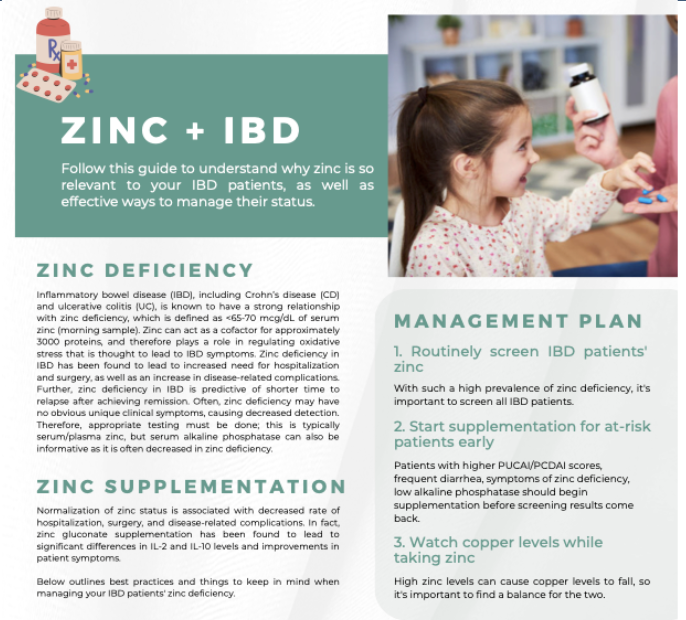 Rx
ZINC + IBD
Follow this guide to understand why zinc is so
relevant to your IBD patients, as well as
effective ways to manage their status.
ZINC DEFICIENCY
Inflammatory bowel disease (IBD), including Crohn's disease (CD)
and ulcerative colitis (UC), is known to have a strong relationship
with zinc deficiency, which is defined as <65-70 mcg/dL of serum
zinc (morning sample). Zinc can act as a cofactor for approximately
3000 proteins, and therefore plays a role in regulating oxidative
stress that is thought to lead to IBD symptoms. Zinc deficiency in
IBD has been found to lead to increased need for hospitalization
and surgery, as well as an increase in disease-related complications.
Further, zinc deficiency in IBD is predictive of shorter time to
relapse after achieving remission. Often, zinc deficiency may have
no obvious unique clinical symptoms, causing decreased detection.
Therefore, appropriate testing must be done; this is typically
serum/plasma zinc, but serum alkaline phosphatase can also be
informative as it is often decreased in zinc deficiency.
ZINC SUPPLEMENTATION
Normalization of zinc status is associated with decreased rate of
hospitalization, surgery, and disease-related complications. In fact,
zinc gluconate supplementation has been found to lead to
significant differences in IL-2 and IL-10 levels and improvements in
patient symptoms.
Below outlines best practices and things to keep in mind when
managing your IBD patients' zinc deficiency.
MANAGEMENT PLAN
1. Routinely screen IBD patients'
zinc
With such a high prevalence of zinc deficiency, it's
important to screen all IBD patients.
2. Start supplementation for at-risk
patients early
Patients with higher PUCAI/PCDAI scores,
frequent diarrhea, symptoms of zinc deficiency,
low alkaline phosphatase should begin
supplementation before screening results come
back.
3. Watch copper levels while
taking zinc
High zinc levels can cause copper levels to fall, so
it's important to find a balance for the two.